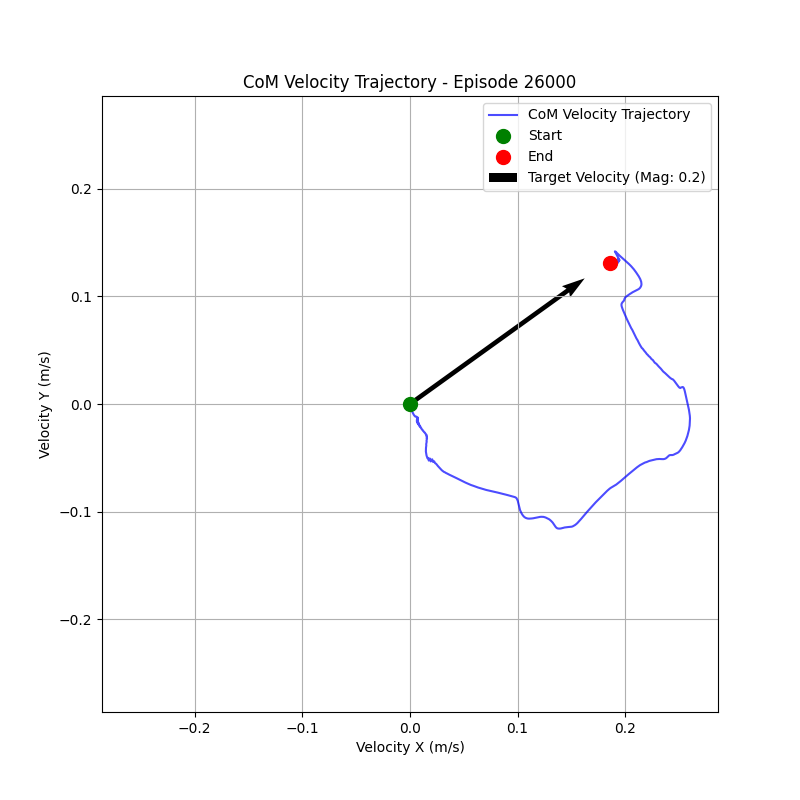 CoM Velocity Trajectory - Episode 26000
CoM Velocity Trajectory
Start
End
Target Velocity (Mag: 0.2)
0.2
0.1
0.0
−0.1
−0.2
Velocity Y (m/s)
−0.2
−0.1
0.0
0.1
0.2
Velocity X (m/s)